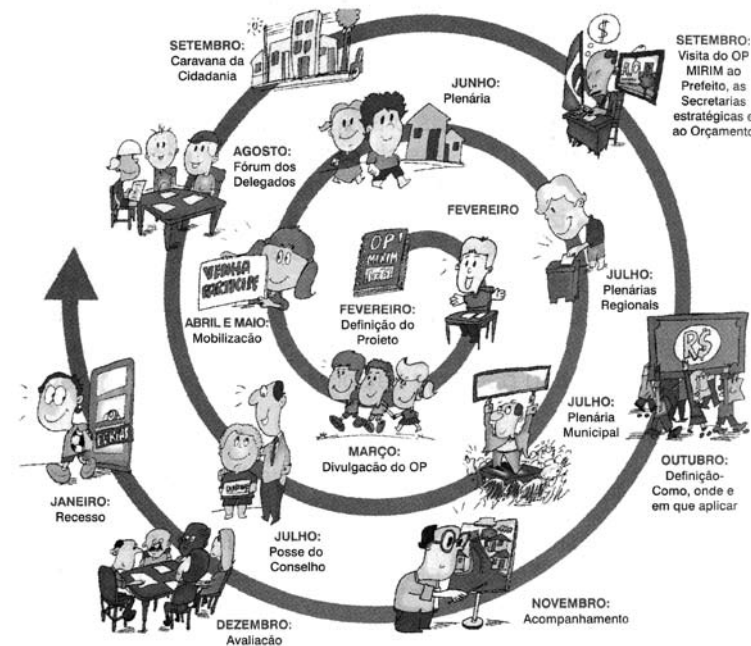 SETEMBRO:
Caravana da
Cidadania
SETEMBRO:
Visita do OP
MIRIM ao
Prefeito, as
Secretarias
estratégicas e
ao Orçamento
$
JUNHO:
Plenária
AGOSTO:
Fórum dos
Delegados
FEVEREIRO
OP
MIRIM
VENHA
PARTICIPE
JULHO:
Plenárias
Regionais
ABRIL E MAIO:
Mobilização
FEVEREIRO:
Definição do
Projeto
R$
JULHO:
Plenária
Municipal
MARÇO:
Divulgação do OP
OUTUBRO:
Definição-
Como, onde e
em que aplicar
FÉRIAS
JANEIRO:
Recesso
JULHO:
Posse do
Conselho
NOVEMBRO:
Acompanhamento
DEZEMBRO:
Avaliação